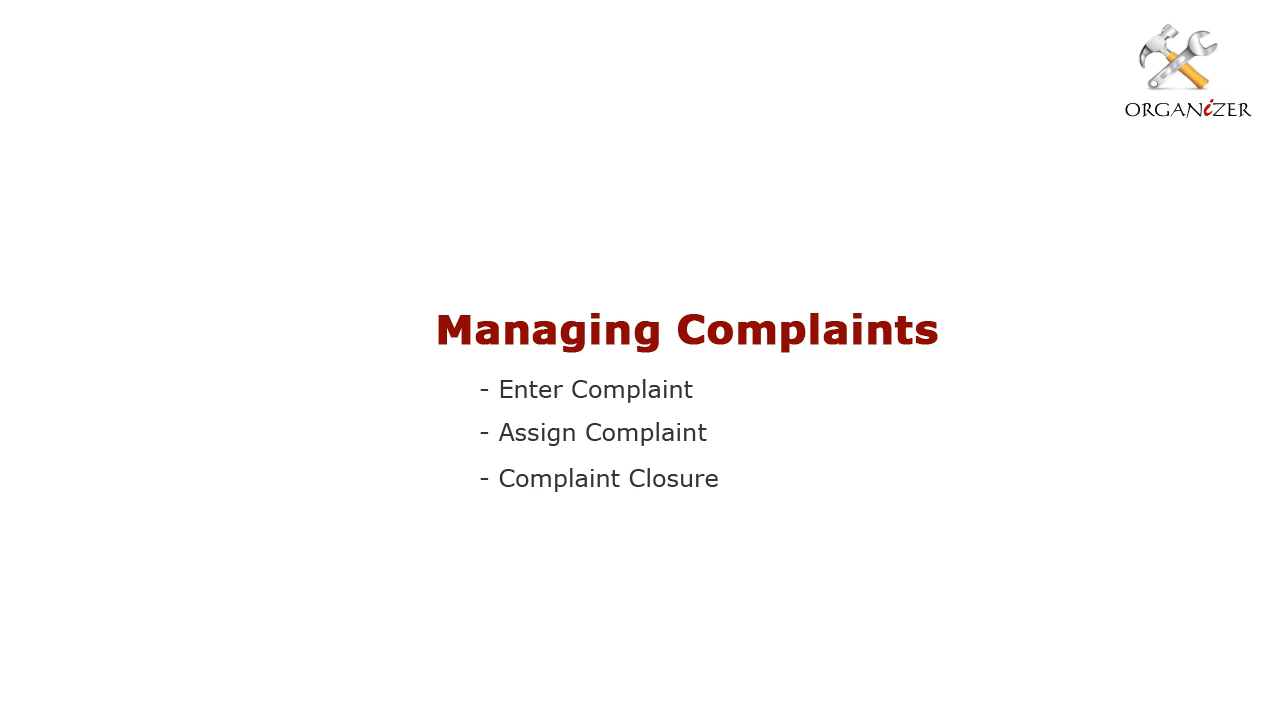 ORGANiZER
Managing Complaints
- Enter Complaint
- Assign Complaint
- Complaint Closure